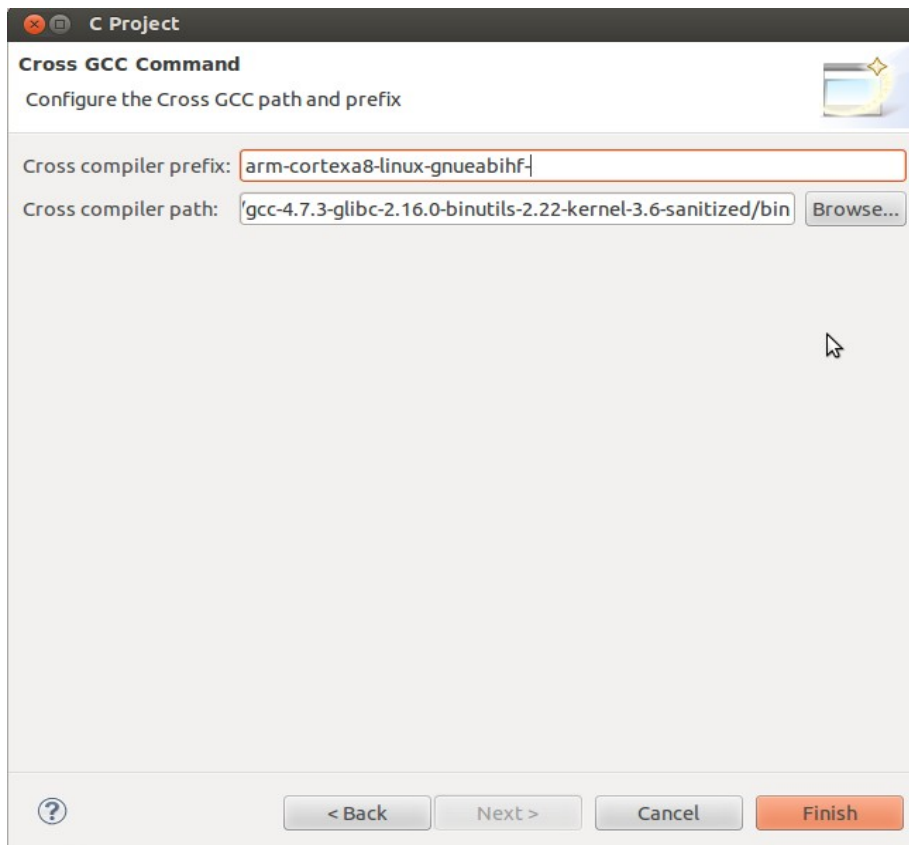 C Project
Cross GCC Command
Configure the Cross GCC path and prefix
Cross compiler prefix: arm-cortexa8-linux-gnueabihf-
Cross compiler path: /gcc-4.7.3-glibc-2.16.0-binutils-2.22-kernel-3.6-sanitized/bin Browse...
< Back Next > Cancel Finish